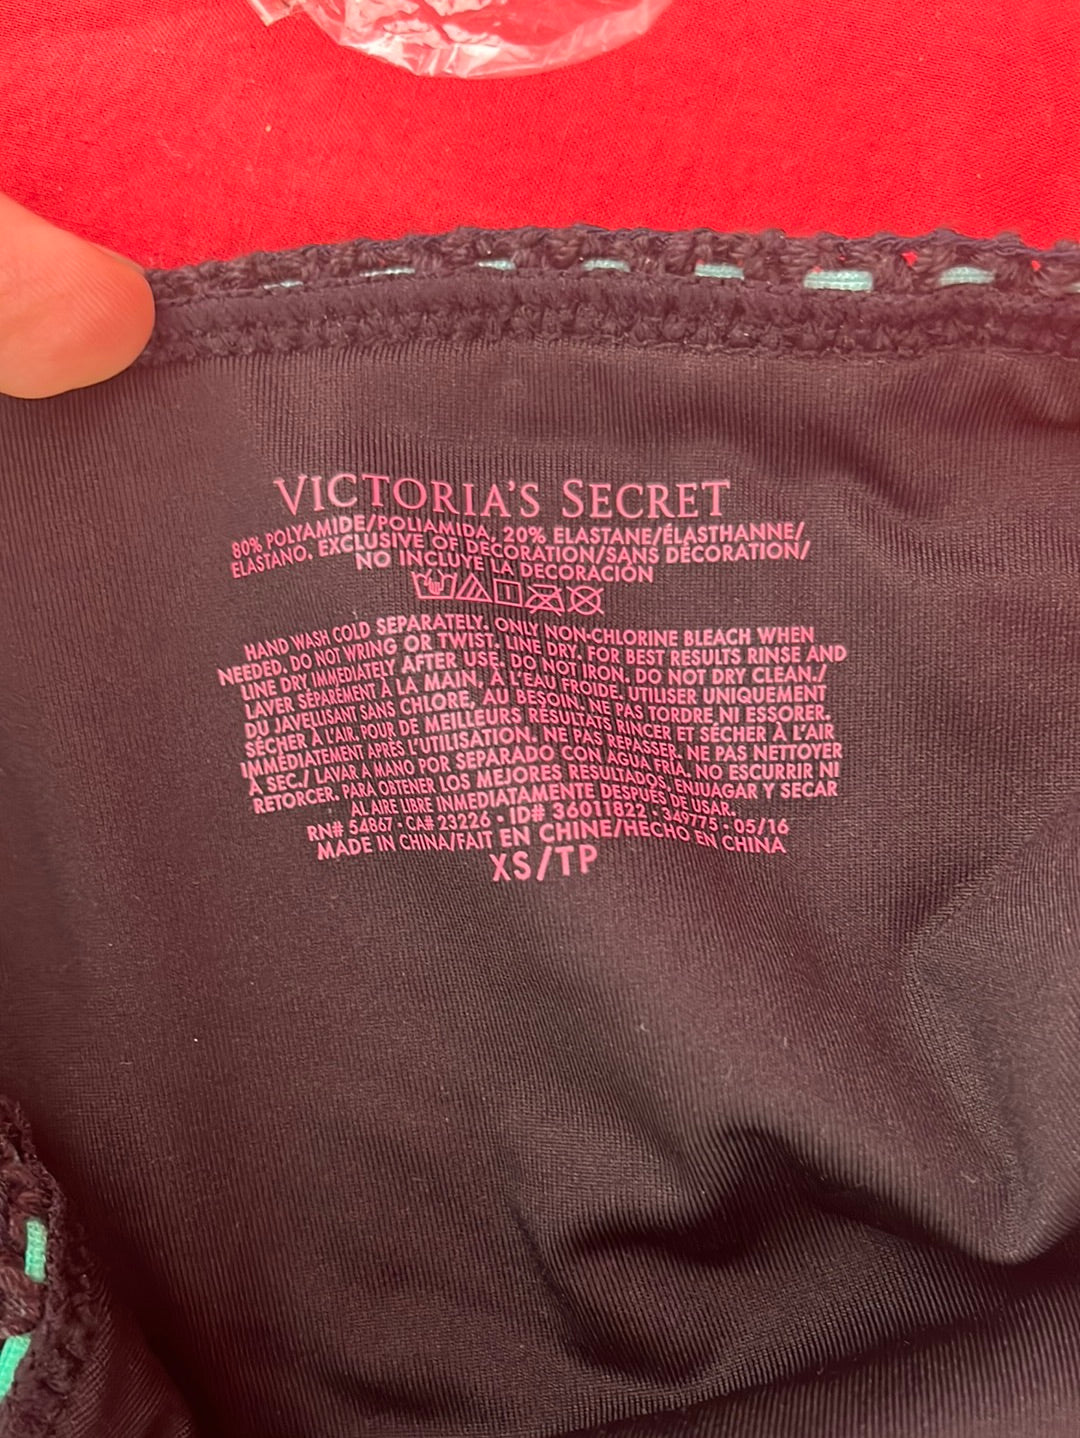 VICTORIA'S SECRET
80% POLYAMIDE/POLIAMIDA, 20% ELASTANE/ÉLASTHANNE/
ELASTANO. EXCLUSIVE OF DECORATION/SANS DÉCORATION/
NO INCLUYE LA DECORACIÓN
HAND WASH COLD SEPARATELY. ONLY NON-CHLORINE BLEACH WHEN
NEEDED. DO NOT WRING OR TWIST. LINE DRY. FOR BEST RESULTS RINSE AND
LINE DRY IMMEDIATELY AFTER USE. DO NOT IRON. DO NOT DRY CLEAN./
LAVER SÉPARÉMENT À LA MAIN, À L'EAU FROIDE. UTILISER UNIQUEMENT
DU JAVELLISANT SANS CHLORE, AU BESOIN. NE PAS TORDRE NI ESSORER.
SÉCHER À L'AIR. POUR DE MEILLEURS RÉSULTATS RINCER ET SÉCHER À L'AIR
IMMÉDIATEMENT APRÈS L'UTILISATION. NE PAS REPASSER. NE PAS NETTOYER
À SEC./ LAVAR A MANO POR SEPARADO CON AGUA FRÍA. NO ESCURRIR NI
RETORCER. PARA OBTENER LOS MEJORES RESULTADOS, ENJUAGAR Y SECAR
AL AIRE LIBRE INMEDIATAMENTE DESPUÉS DE USAR.
RN# 54867 • CA# 23226 • ID# 36011822 • 349775 • 05/16
MADE IN CHINA/FAIT EN CHINE/HECHO EN CHINA
XS/TP